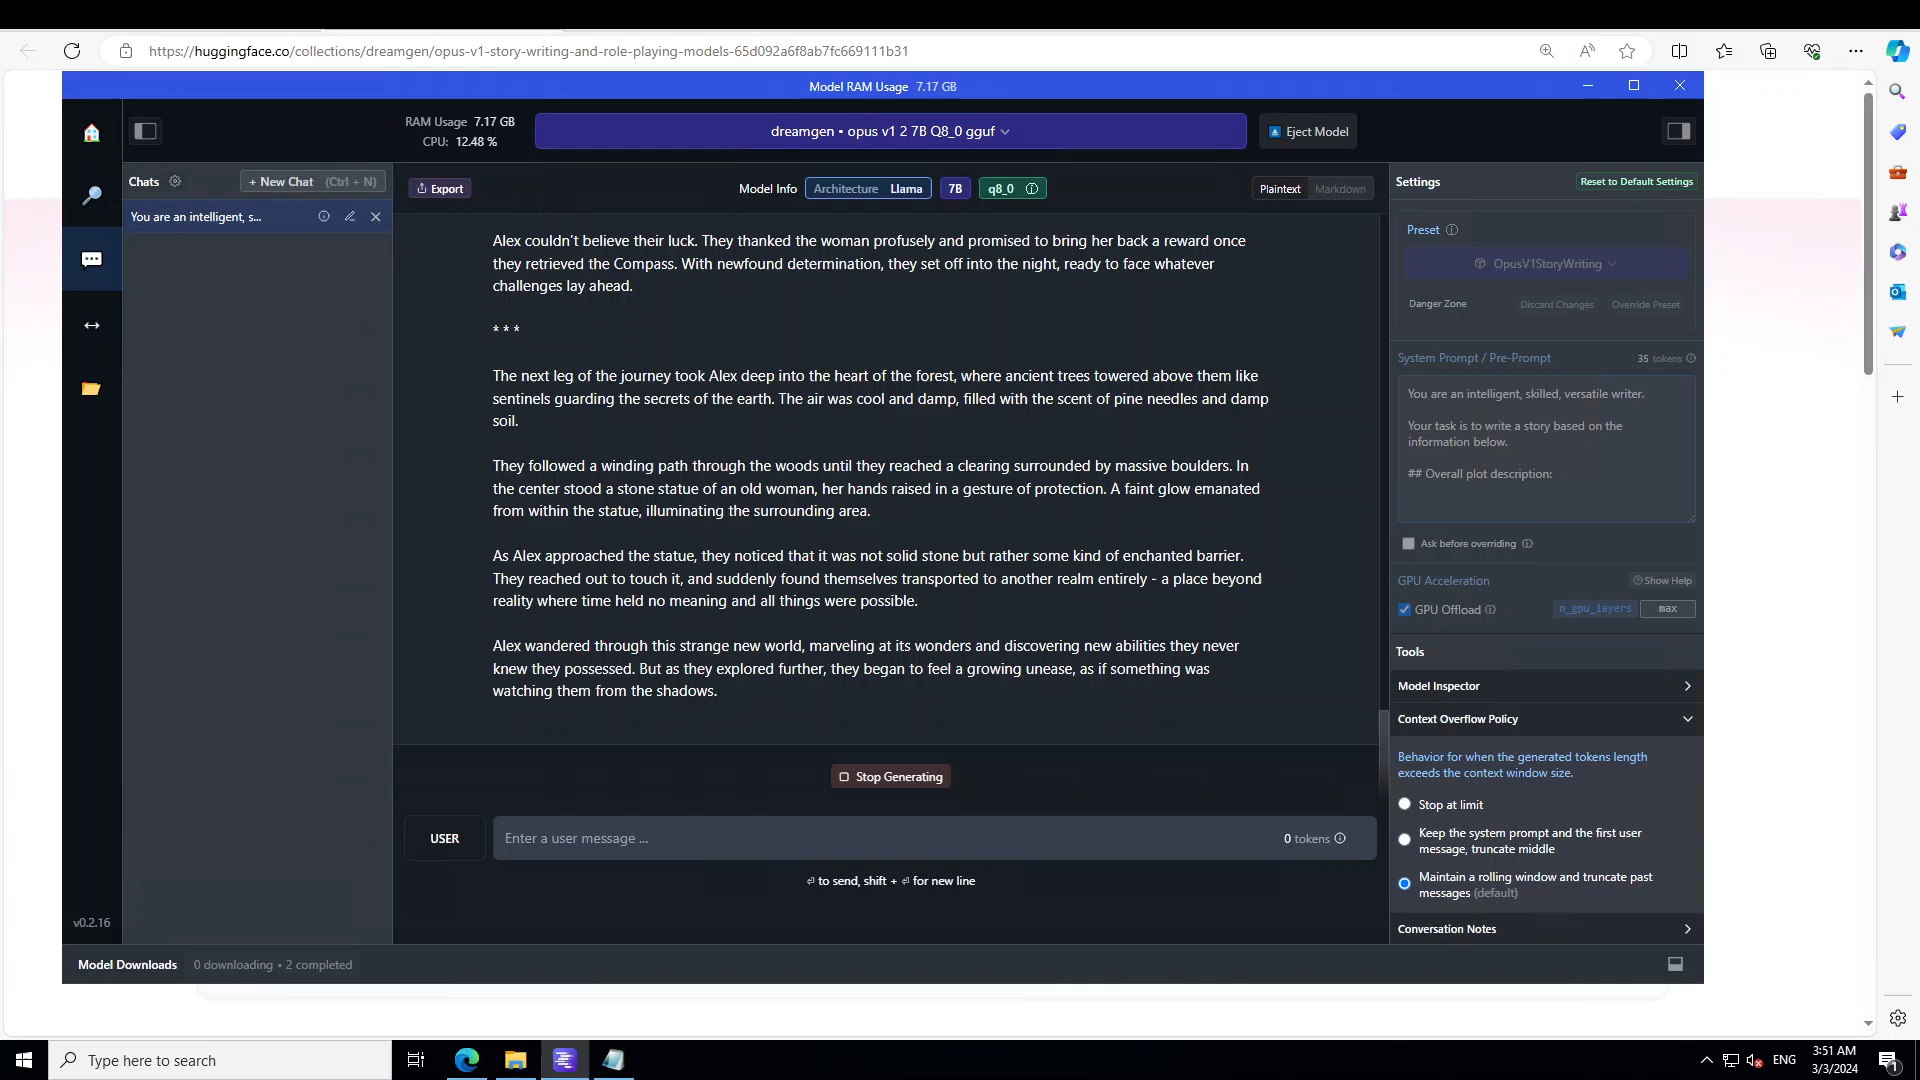 https://huggingface.co/collections/dreamgen/opus-v1-story-writing-and-role-playing-models-65d092a6f8ab7fc669111b31
Model RAM Usage 7.17 GB
RAM Usage 7.17 GB
CPU: 12.48 %
dreamgen • opus v1 2 7B Q8_0 gguf
Eject Model
Chats
+ New Chat (Ctrl + N)
You are an intelligent, s...
Export
Model Info
Architecture Llama
7B
q8_0
Plaintext
Markdown
Alex couldn't believe their luck. They thanked the woman profusely and promised to bring her back a reward once
they retrieved the Compass. With newfound determination, they set off into the night, ready to face whatever
challenges lay ahead.
* * *
The next leg of the journey took Alex deep into the heart of the forest, where ancient trees towered above them like
sentinels guarding the secrets of the earth. The air was cool and damp, filled with the scent of pine needles and damp
soil.
They followed a winding path through the woods until they reached a clearing surrounded by massive boulders. In
the center stood a stone statue of an old woman, her hands raised in a gesture of protection. A faint glow emanated
from within the statue, illuminating the surrounding area.
As Alex approached the statue, they noticed that it was not solid stone but rather some kind of enchanted barrier.
They reached out to touch it, and suddenly found themselves transported to another realm entirely - a place beyond
reality where time held no meaning and all things were possible.
Alex wandered through this strange new world, marveling at its wonders and discovering new abilities they never
knew they possessed. But as they explored further, they began to feel a growing unease, as if something was
watching them from the shadows.
Stop Generating
USER
Enter a user message ...
0 tokens
⏎ to send, shift + ⏎ for new line
Settings
Reset to Default Settings
Preset
OpusV1StoryWriting
Danger Zone
Discard Changes
Override Preset
System Prompt / Pre-Prompt
35 tokens
You are an intelligent, skilled, versatile writer.
Your task is to write a story based on the
information below.
## Overall plot description:
Ask before overriding
GPU Acceleration
Show Help
GPU Offload
n_gpu_layers
max
Tools
Model Inspector
Context Overflow Policy
Behavior for when the generated tokens length
exceeds the context window size.
Stop at limit
Keep the system prompt and the first user
message, truncate middle
Maintain a rolling window and truncate past
messages (default)
Conversation Notes
v0.2.16
Model Downloads
0 downloading • 2 completed
Type here to search
ENG
3:51 AM
3/3/2024
1